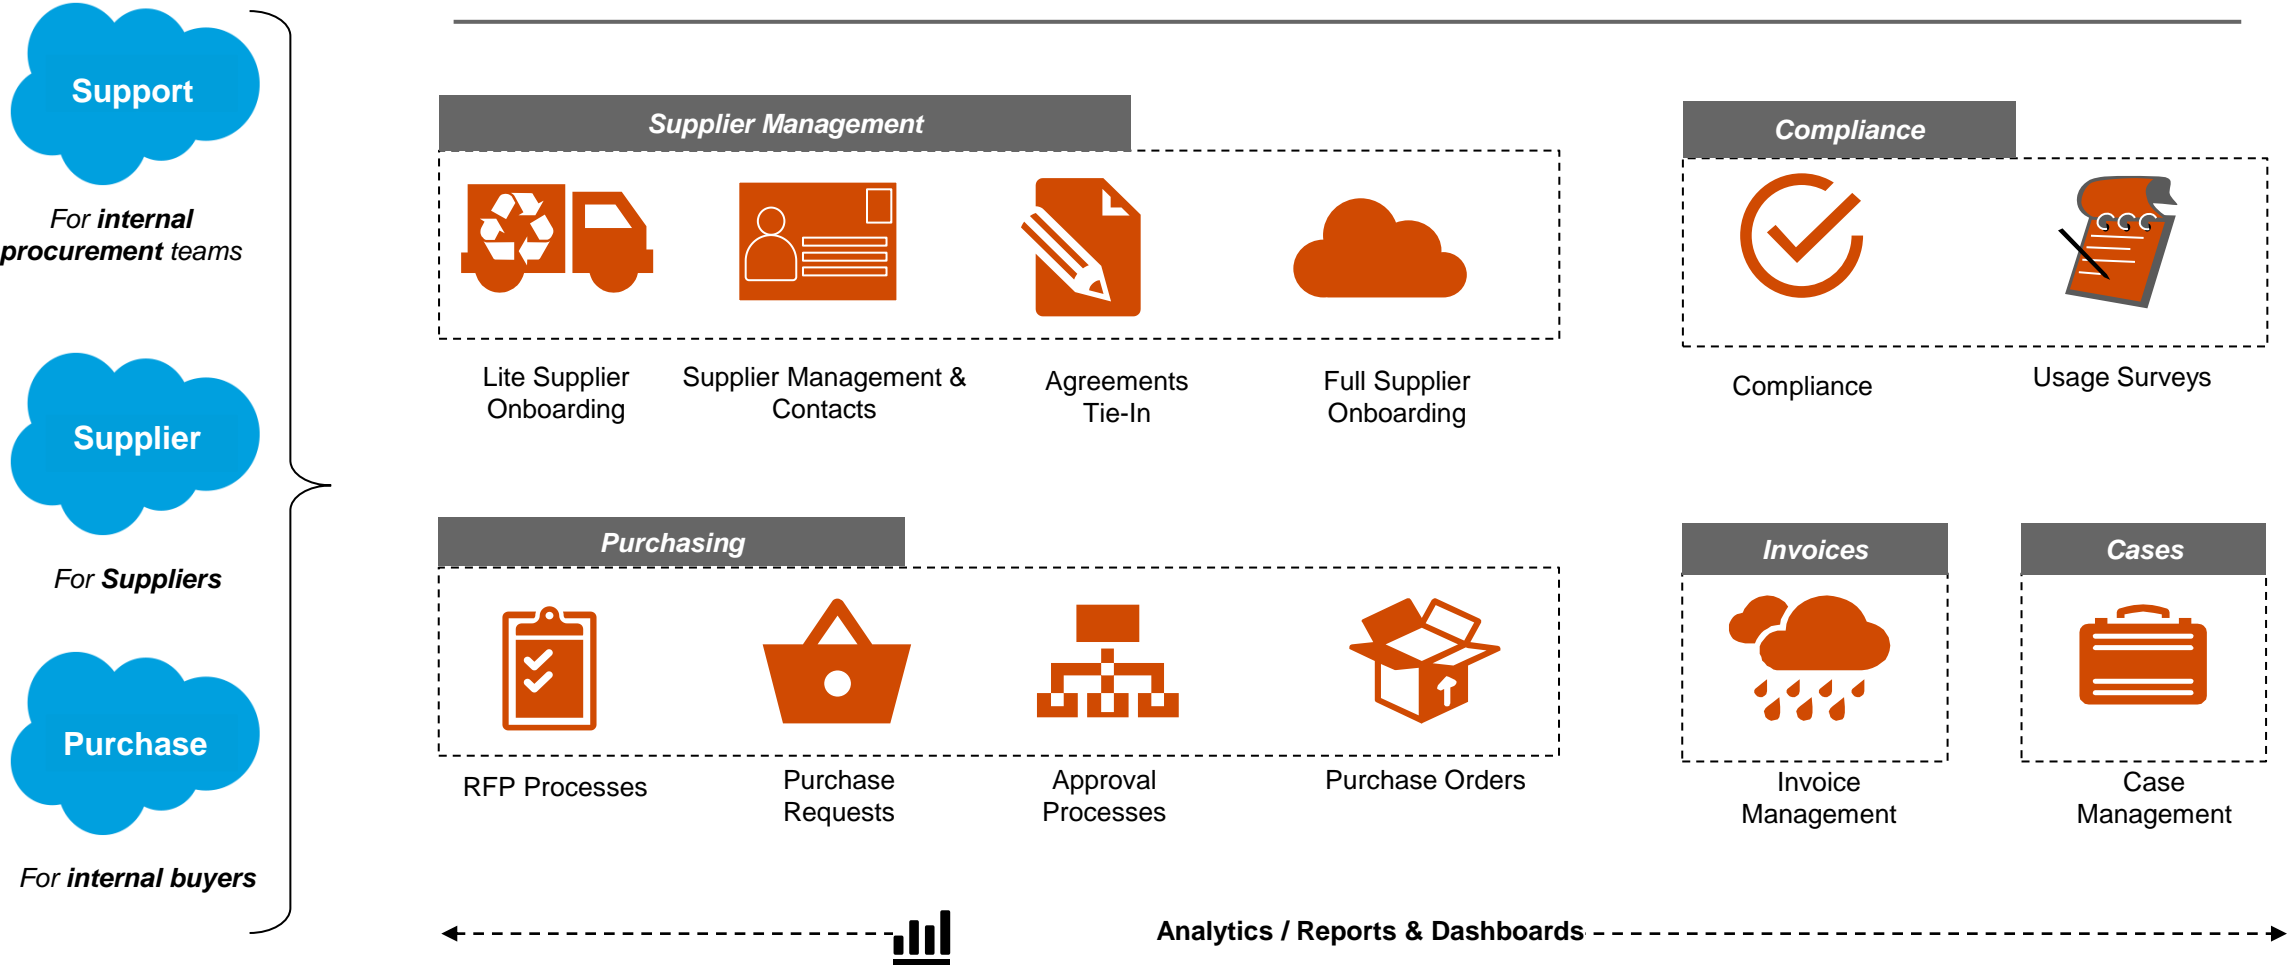 Support
For internal
procurement teams
Supplier
For Suppliers
Purchase
For internal buyers
Supplier Management
Lite Supplier
Onboarding
Supplier Management &
Contacts
Agreements
Tie-In
Full Supplier
Onboarding
Compliance
Compliance
Usage Surveys
Purchasing
RFP Processes
Purchase
Requests
Approval
Processes
Purchase Orders
Invoices
Invoice
Management
Cases
Case
Management
Analytics / Reports & Dashboards